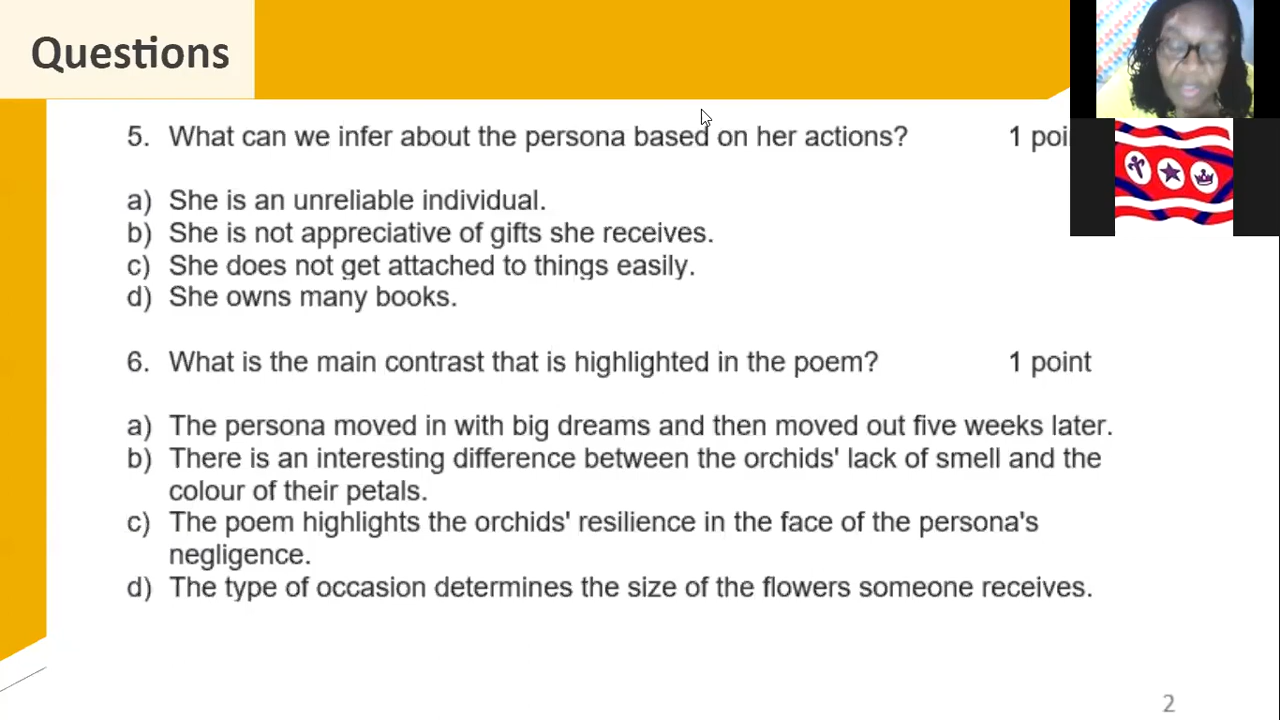 Questions
5. What can we infer about the persona based on her actions? 1 poi
a) She is an unreliable individual.
b) She is not appreciative of gifts she receives.
c) She does not get attached to things easily.
d) She owns many books.
6. What is the main contrast that is highlighted in the poem? 1 point
a) The persona moved in with big dreams and then moved out five weeks later.
b) There is an interesting difference between the orchids' lack of smell and the
colour of their petals.
c) The poem highlights the orchids' resilience in the face of the persona's
negligence.
d) The type of occasion determines the size of the flowers someone receives.
2